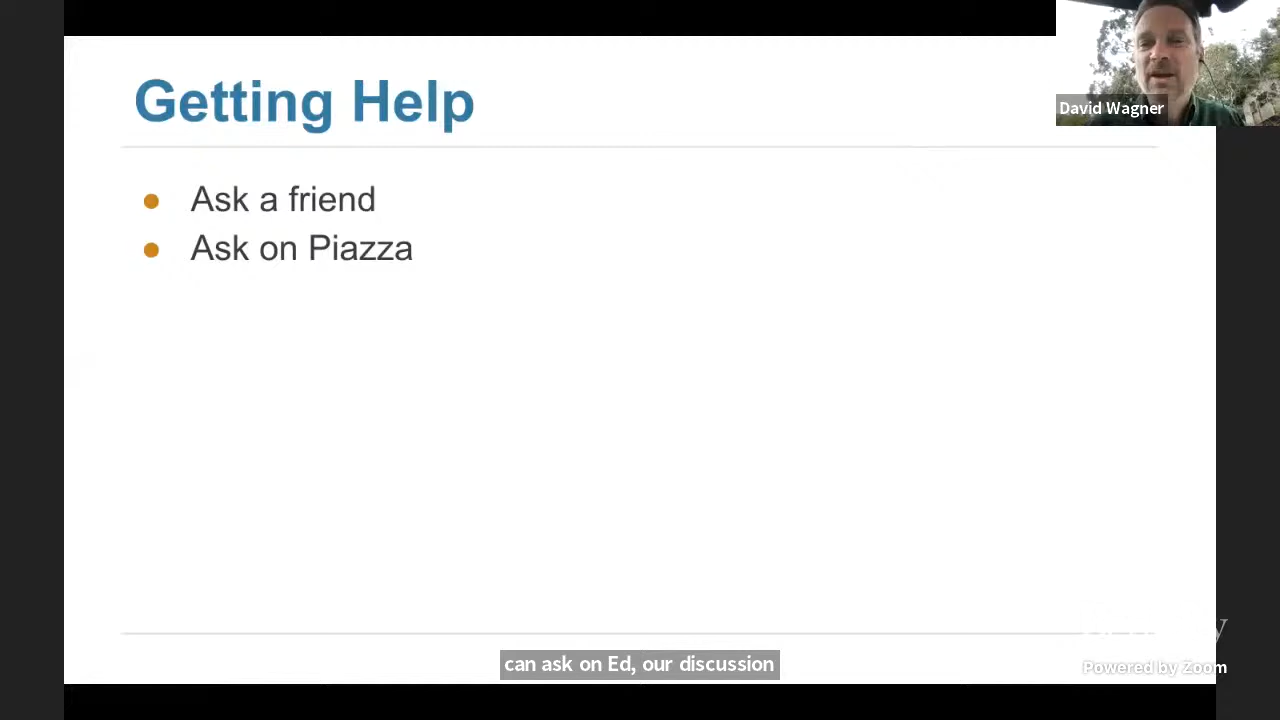 Getting Help
David Wagner
● Ask a friend
● Ask on Piazza
can ask on Ed, our discussion
Powered by Zoom